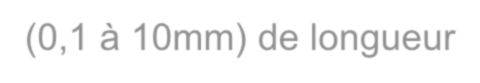 (0,1 à 10mm) de longueur